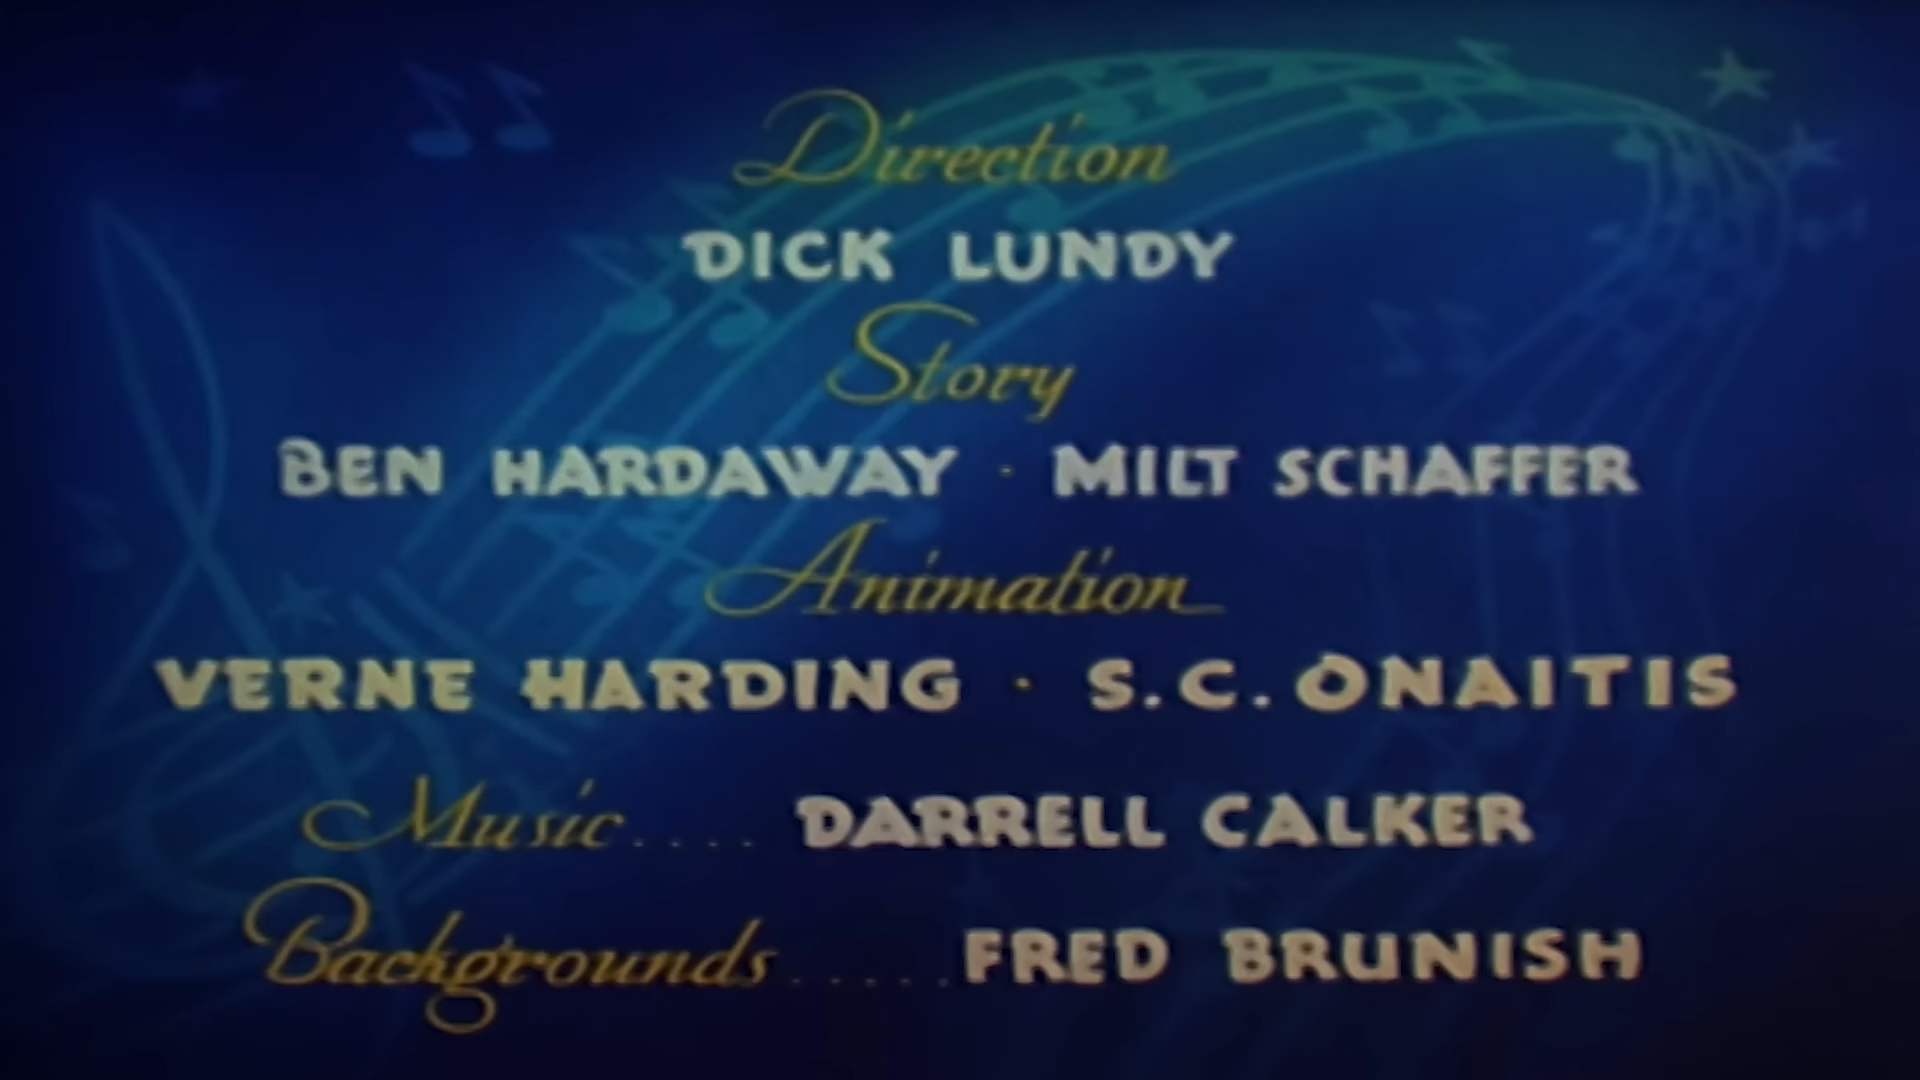 Direction
DICK LUNDY
Story
BEN HARDAWAY · MILT SCHAFFER
Animation
VERNE HARDING · S.C. ONAITIS
Music.... DARRELL CALKER
Backgrounds.....FRED BRUNISH